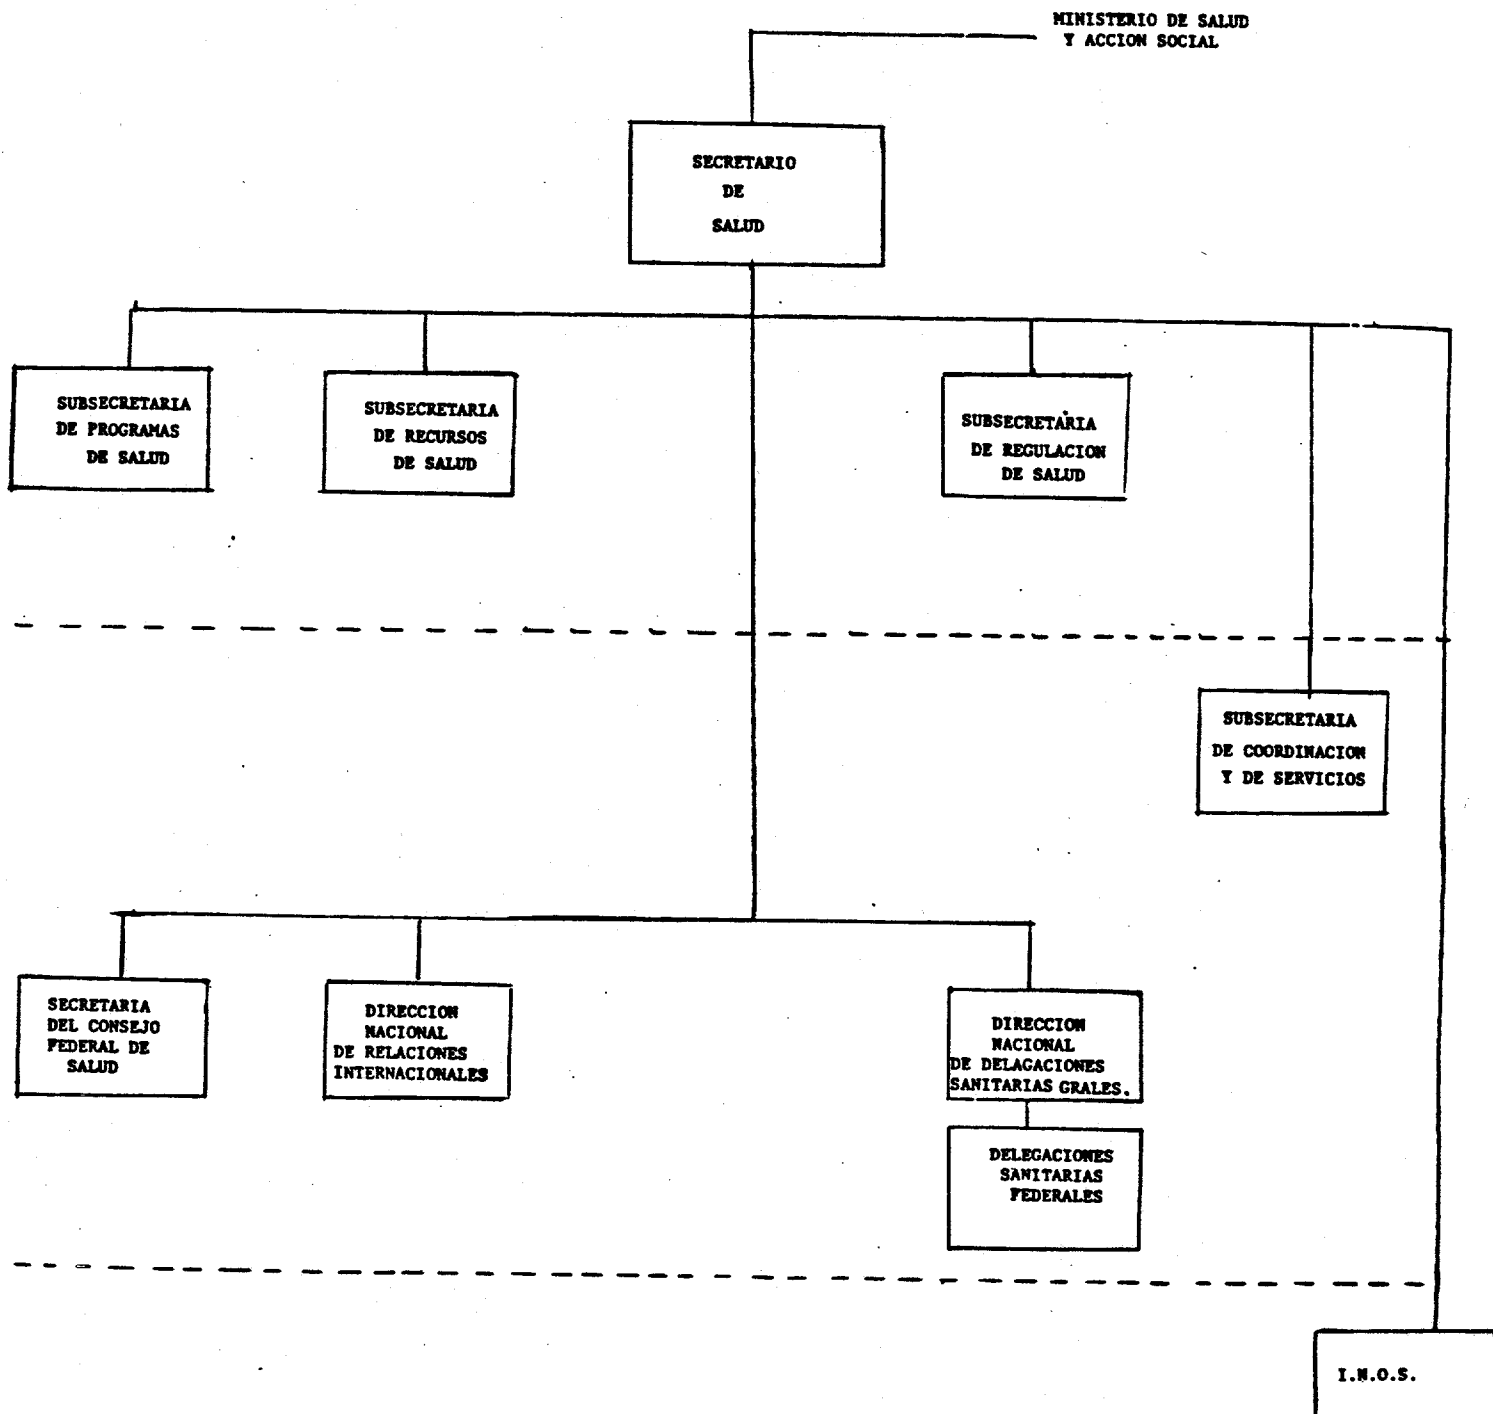 MINISTERIO DE SALUD
Y ACCION SOCIAL
SECRETARIO
DE
SALUD
SUBSECRETARIA
DE PROGRAMAS
DE SALUD
SUBSECRETARIA
DE RECURSOS
DE SALUD
SUBSECRETARIA
DE REGULACION
DE SALUD
SUBSECRETARIA
DE COORDINACION
Y DE SERVICIOS
SECRETARIA
DEL CONSEJO
FEDERAL DE
SALUD
DIRECCION
NACIONAL
DE RELACIONES
INTERNACIONALES
DIRECCION
NACIONAL
DE DELAGACIONES
SANITARIAS GRALES.
DELEGACIONES
SANITARIAS
FEDERALES
I.N.O.S.